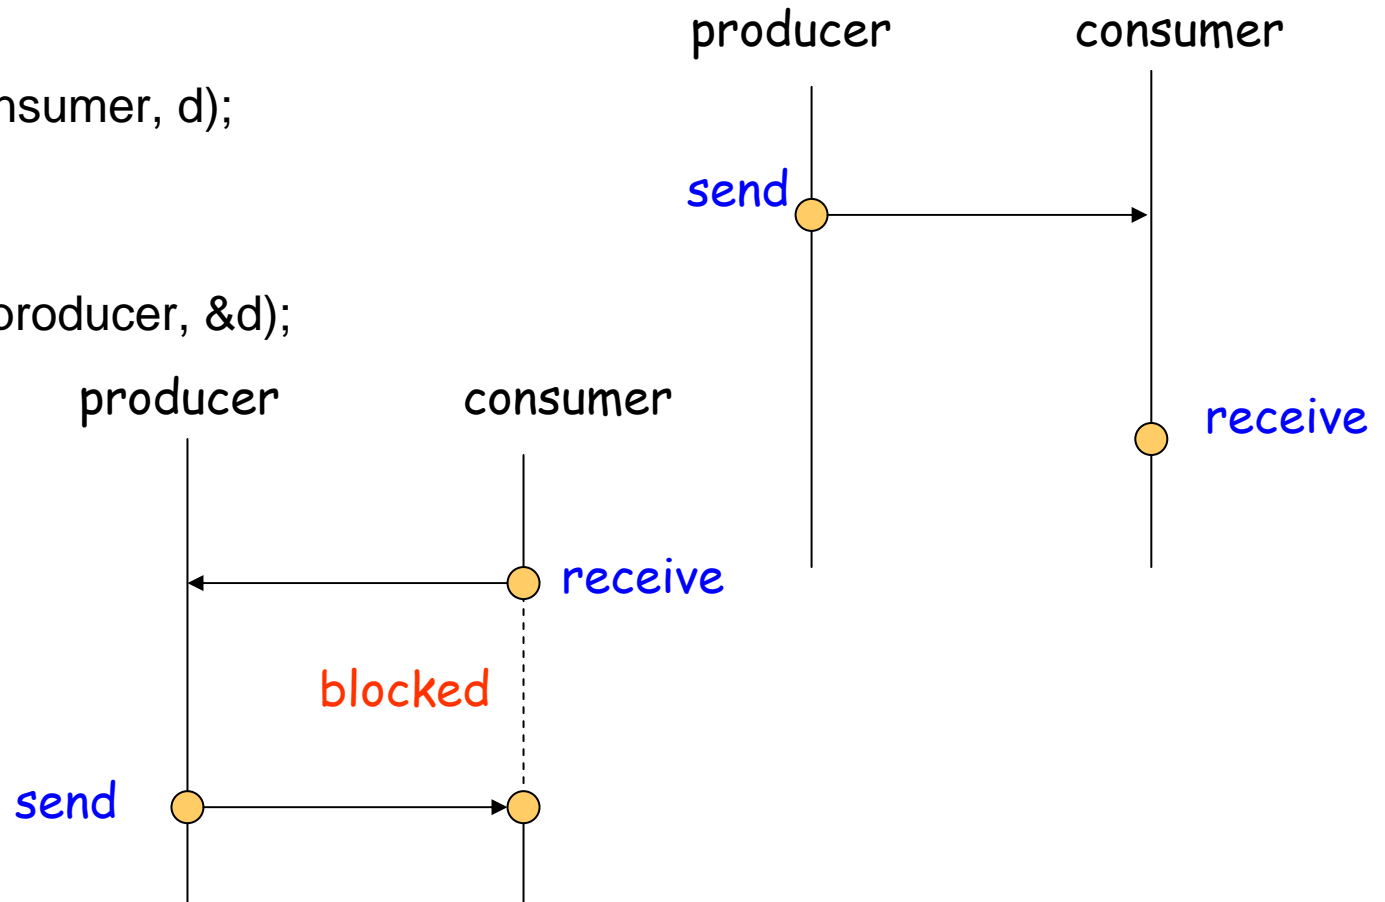 producer consumer
nsumer, d);
send
producer, &d);
producer consumer
receive
receive
blocked
send